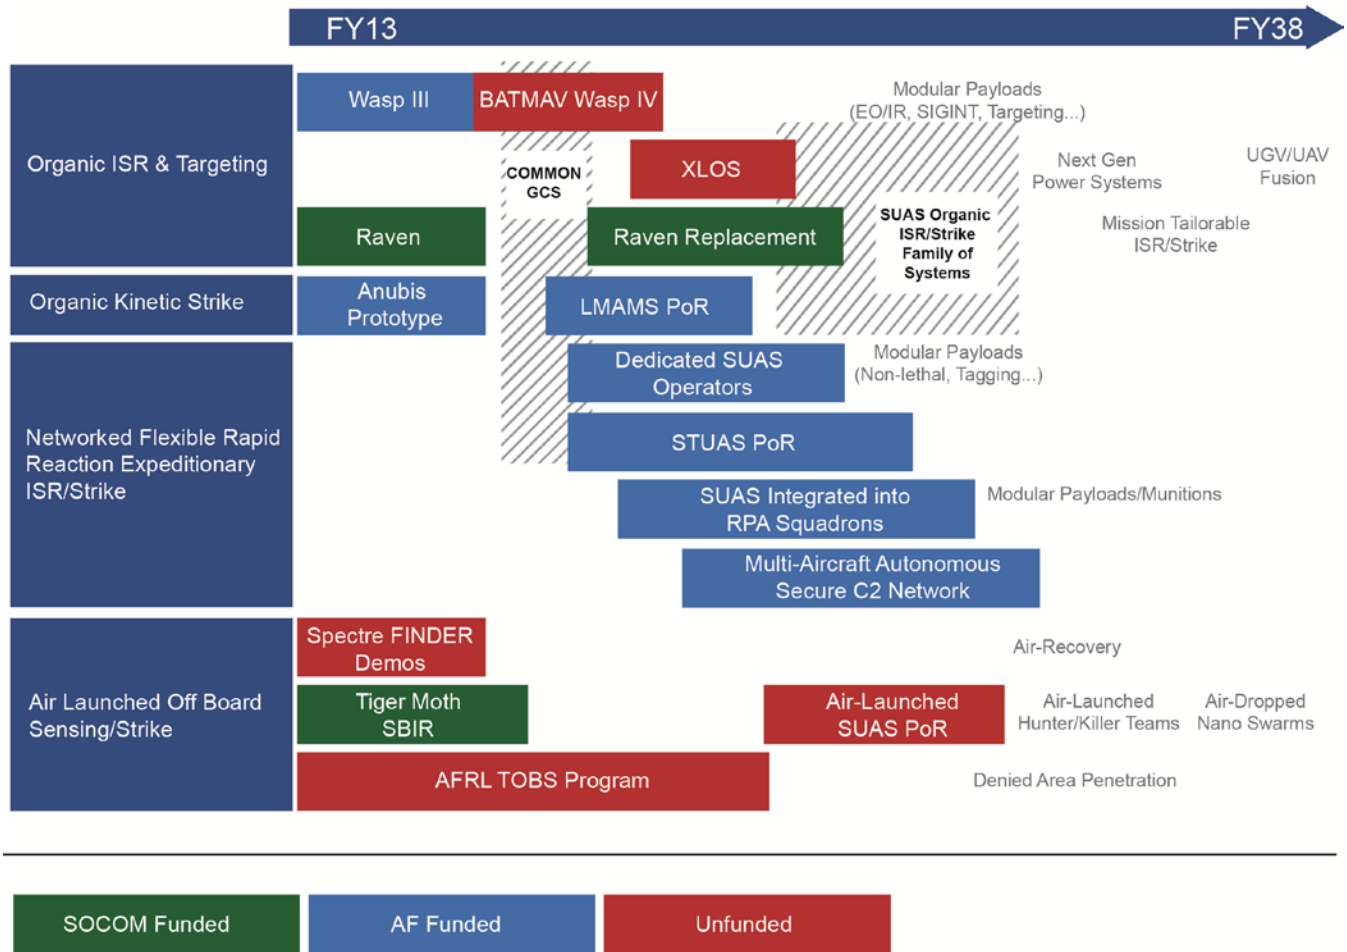 FY13
FY38
Organic ISR & Targeting
Wasp III
BATMAV Wasp IV
Modular Payloads
(EO/IR, SIGINT, Targeting...)
COMMON
GCS
XLOS
Next Gen
Power Systems
UGV/UAV
Fusion
Raven
Raven Replacement
SUAS Organic
ISR/Strike
Family of
Systems
Mission Tailorable
ISR/Strike
Organic Kinetic Strike
Anubis
Prototype
LMAMS PoR
Networked Flexible Rapid
Reaction Expeditionary
ISR/Strike
Dedicated SUAS
Operators
Modular Payloads
(Non-lethal, Tagging...)
STUAS PoR
SUAS Integrated into
RPA Squadrons
Modular Payloads/Munitions
Multi-Aircraft Autonomous
Secure C2 Network
Air Launched Off Board
Sensing/Strike
Spectre FINDER
Demos
Air-Recovery
Tiger Moth
SBIR
Air-Launched
SUAS PoR
Air-Launched
Hunter/Killer Teams
Air-Dropped
Nano Swarms
AFRL TOBS Program
Denied Area Penetration
SOCOM Funded
AF Funded
Unfunded